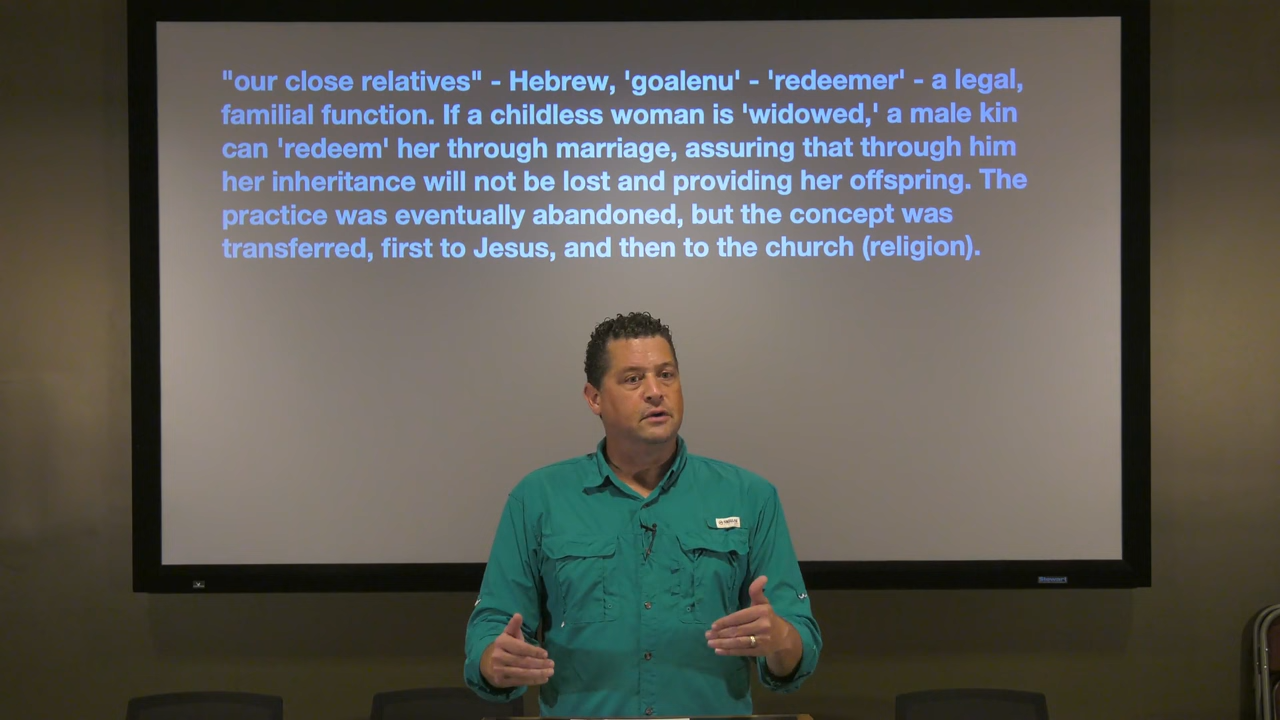 "our close relatives" - Hebrew, 'goalenu' - 'redeemer' - a legal,
familial function. If a childless woman is 'widowed,' a male kin
can 'redeem' her through marriage, assuring that through him
her inheritance will not be lost and providing her offspring. The
practice was eventually abandoned, but the concept was
transferred, first to Jesus, and then to the church (religion).